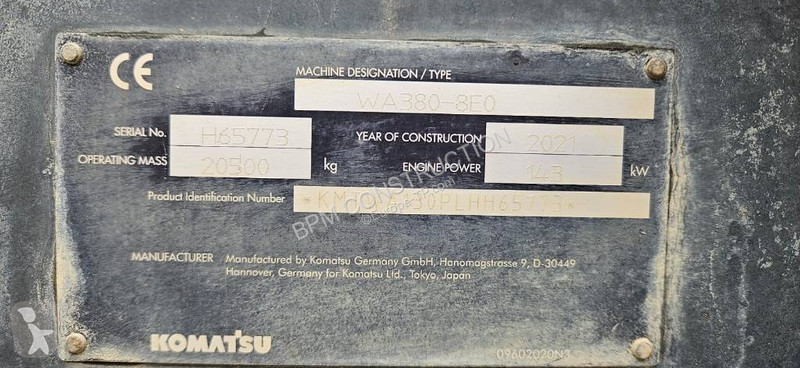 CE
MACHINE DESIGNATION / TYPE
WA380-8E0
SERIAL No. H65773 YEAR OF CONSTRUCTION 2021
OPERATING MASS 20500 kg ENGINE POWER 143 kW
Product Identification Number
MANUFACTURER Manufactured by Komatsu Germany GmbH, Hanomagstrasse 9, D-30449
Hannover, Germany for Komatsu Ltd., Tokyo, Japan
KOMATSU
09602020N3
BPM CONSTRUCTION